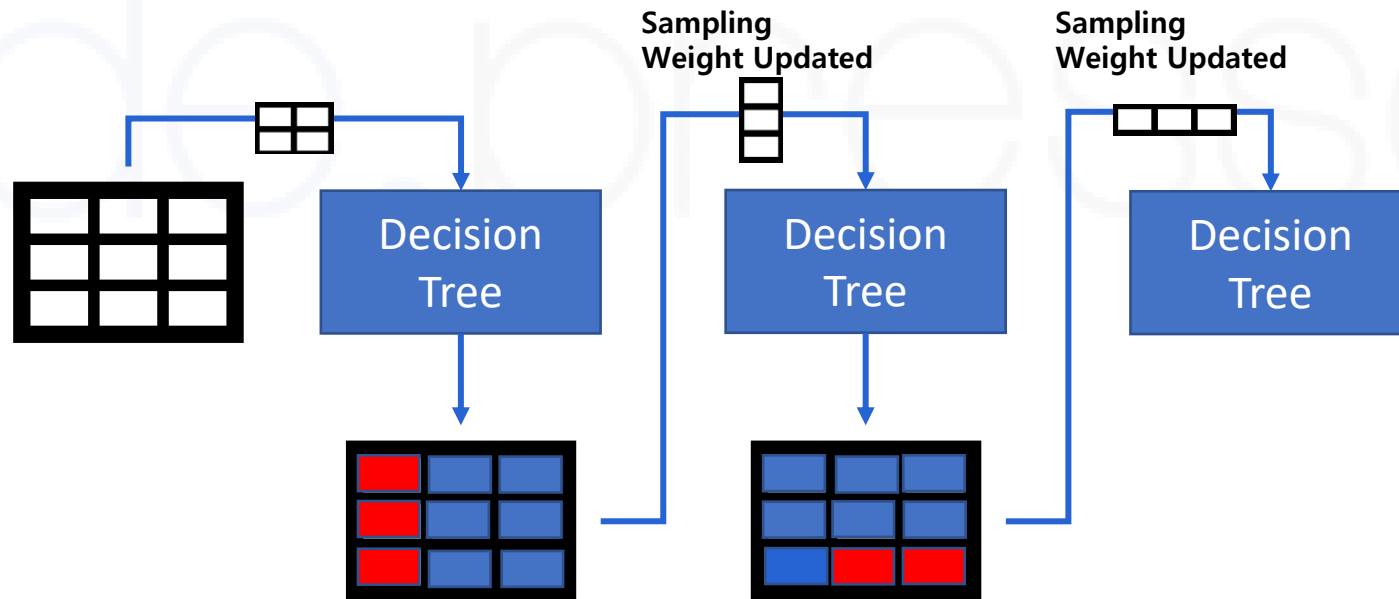 Sampling
Weight Updated
Sampling
Weight Updated
Decision
Tree
Decision
Tree
Decision
Tree